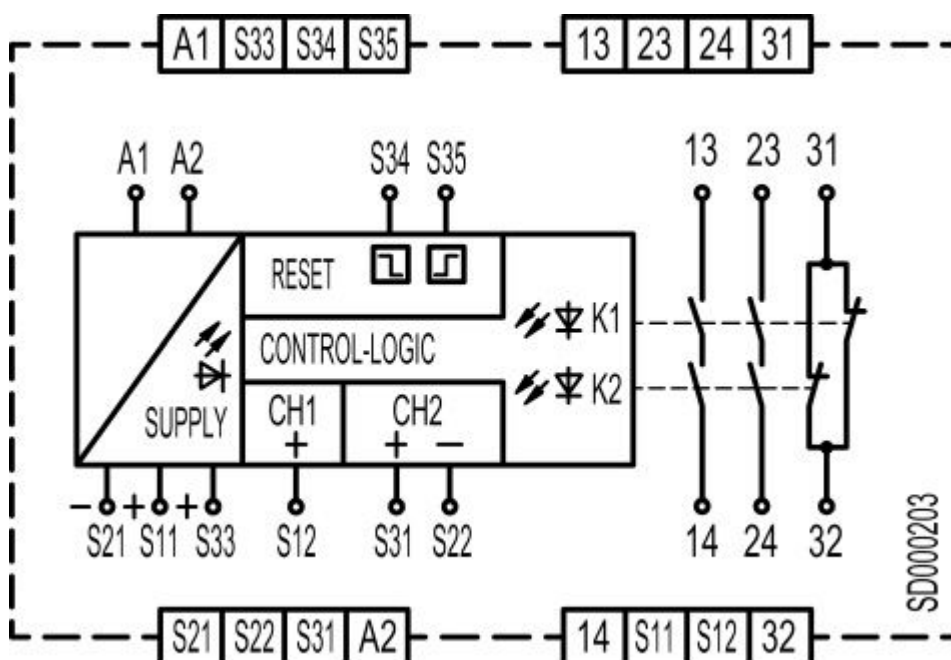 A1 S33 S34 S35 13 23 24 31
A1 A2 S34 S35 13 23 31
RESET
K1
CONTROL-LOGIC
K2
SUPPLY CH1 CH2
+ + −
− + +
S21 S11 S33 S12 S31 S22 14 24 32
SD000203
S21 S22 S31 A2 14 S11 S12 32